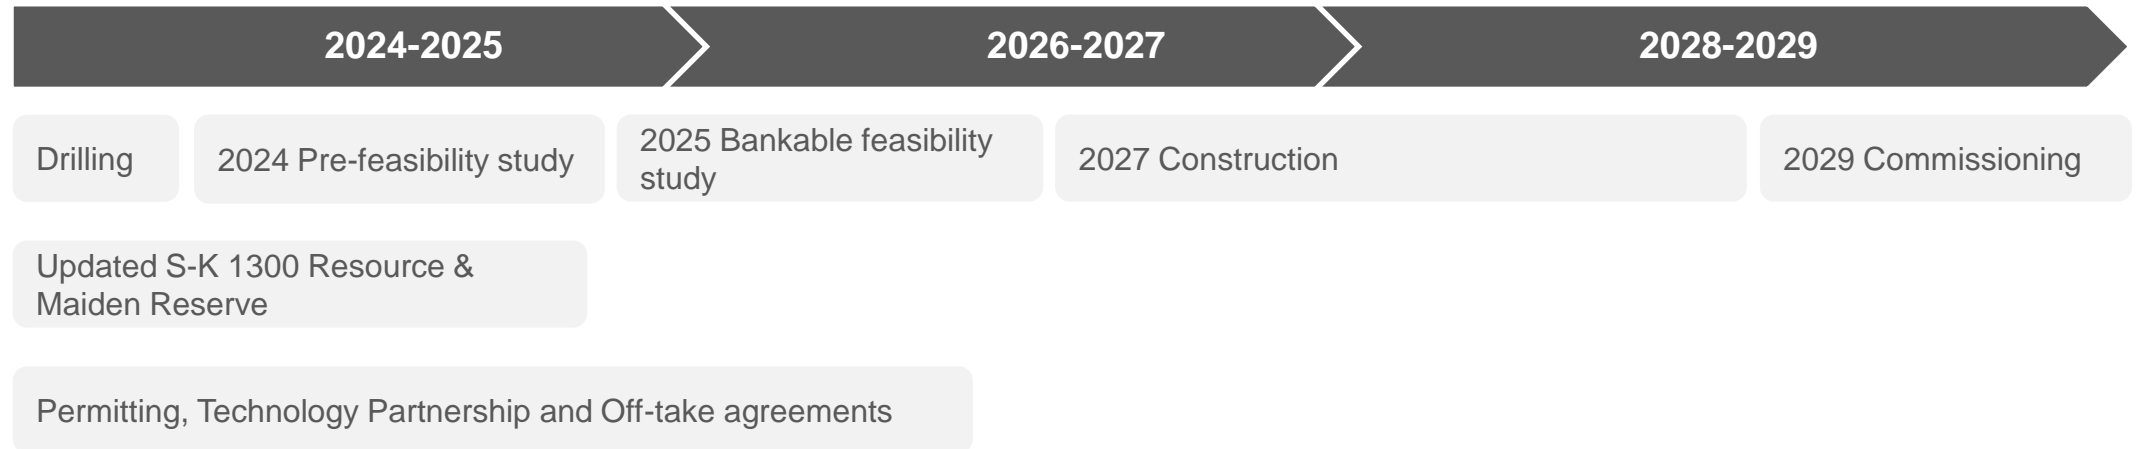 2024-2025
2026-2027
2028-2029
Drilling
2024 Pre-feasibility study
2025 Bankable feasibility
study
2027 Construction
2029 Commissioning
Updated S-K 1300 Resource &
Maiden Reserve
Permitting, Technology Partnership and Off-take agreements